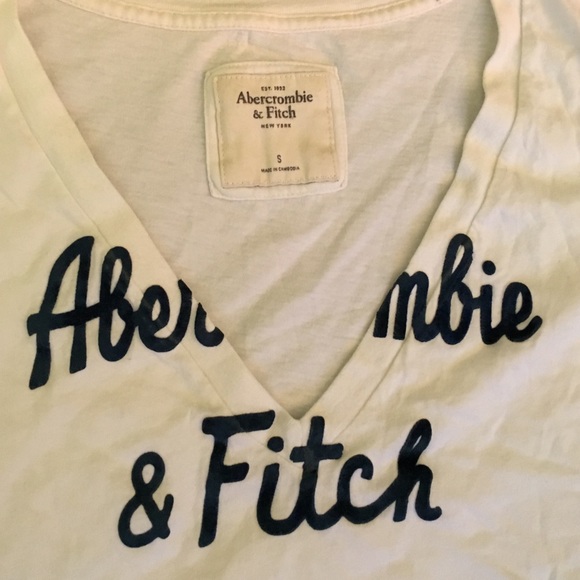 EST. 1892
Abercrombie
& Fitch
NEW YORK
S
MADE IN CAMBODIA
Aber mbie
& Fitch